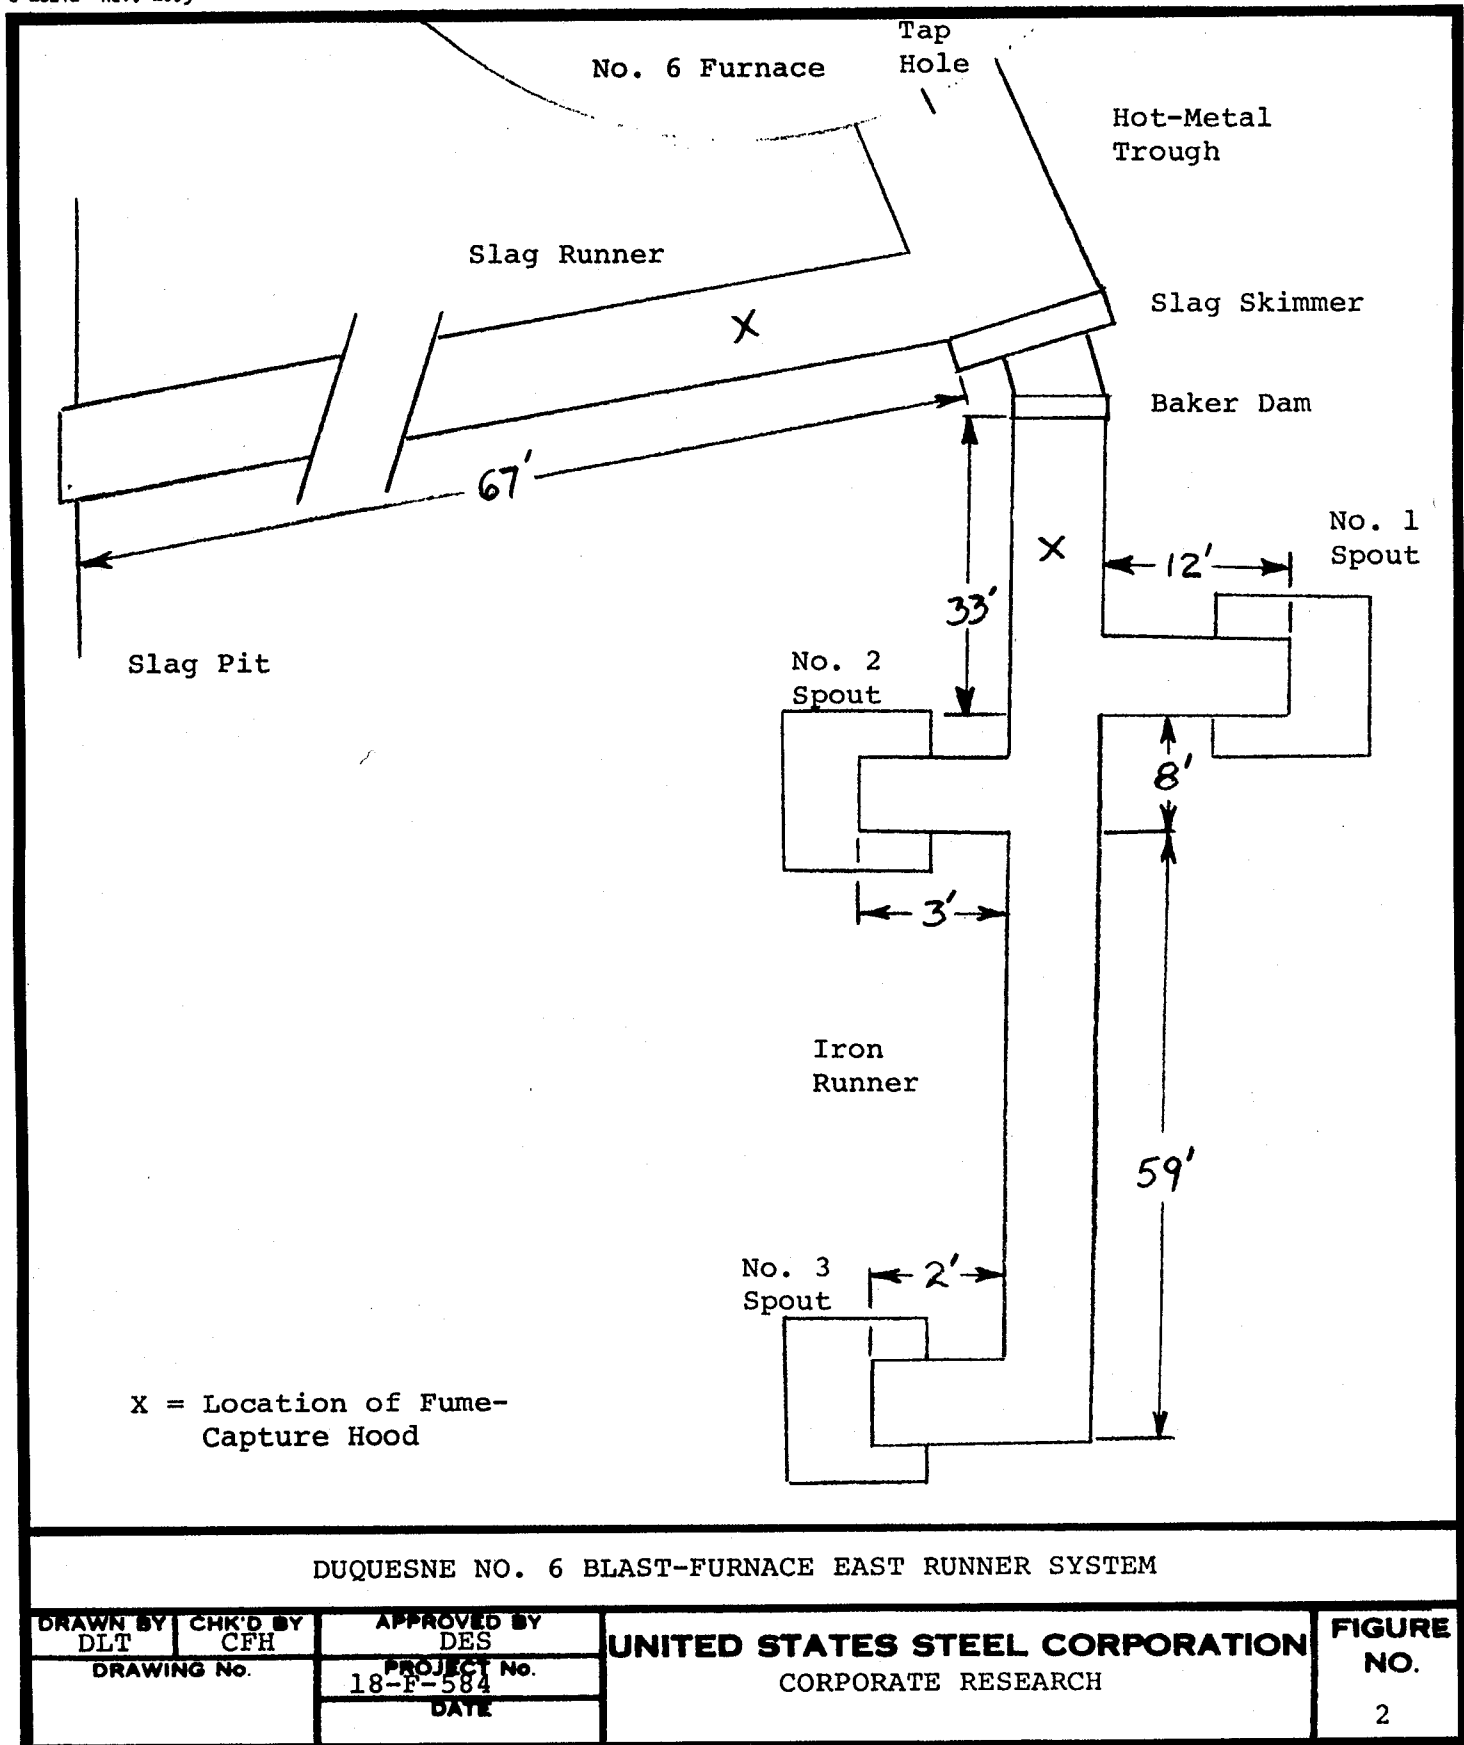 Tap
Hole
No. 6 Furnace
Hot-Metal
Trough
Slag Runner
X
Slag Skimmer
Baker Dam
67'
No. 1
Spout
X
12'
33'
Slag Pit
No. 2
Spout
8'
3'
Iron
Runner
59'
No. 3
Spout
2'
X = Location of Fume-
Capture Hood
DUQUESNE NO. 6 BLAST-FURNACE EAST RUNNER SYSTEM
DRAWN BY
DLT
CHK'D BY
CFH
APPROVED BY
DES
DRAWING No.
PROJECT No.
18-F-584
DATE
UNITED STATES STEEL CORPORATION
CORPORATE RESEARCH
FIGURE
NO.
2